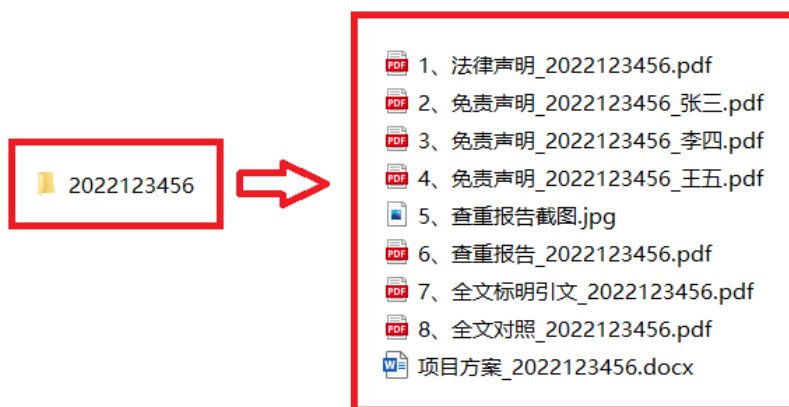 2022123456
1、法律声明_2022123456.pdf
2、免责声明_2022123456_张三.pdf
3、免责声明_2022123456_李四.pdf
4、免责声明_2022123456_王五.pdf
5、查重报告截图.jpg
6、查重报告_2022123456.pdf
7、全文标明引文_2022123456.pdf
8、全文对照_2022123456.pdf
项目方案_2022123456.docx